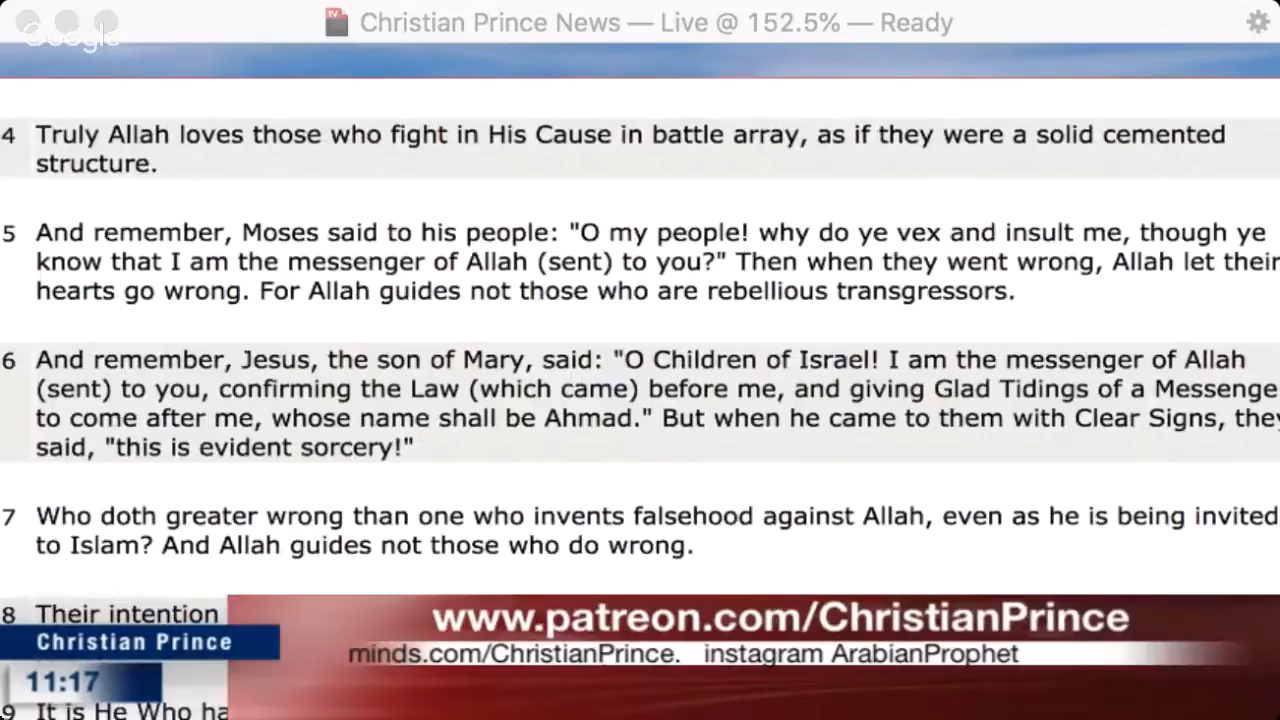 Christian Prince News — Live @ 152.5% — Ready
Google
4 Truly Allah loves those who fight in His Cause in battle array, as if they were a solid cemented
structure.
5 And remember, Moses said to his people: "O my people! why do ye vex and insult me, though ye
know that I am the messenger of Allah (sent) to you?" Then when they went wrong, Allah let their
hearts go wrong. For Allah guides not those who are rebellious transgressors.
6 And remember, Jesus, the son of Mary, said: "O Children of Israel! I am the messenger of Allah
(sent) to you, confirming the Law (which came) before me, and giving Glad Tidings of a Messenge
to come after me, whose name shall be Ahmad." But when he came to them with Clear Signs, they
said, "this is evident sorcery!"
7 Who doth greater wrong than one who invents falsehood against Allah, even as he is being invited
to Islam? And Allah guides not those who do wrong.
8 Their intention
www.patreon.com/ChristianPrince
Christian Prince
minds.com/ChristianPrince. instagram ArabianProphet
11:17
9 It is He Who ha